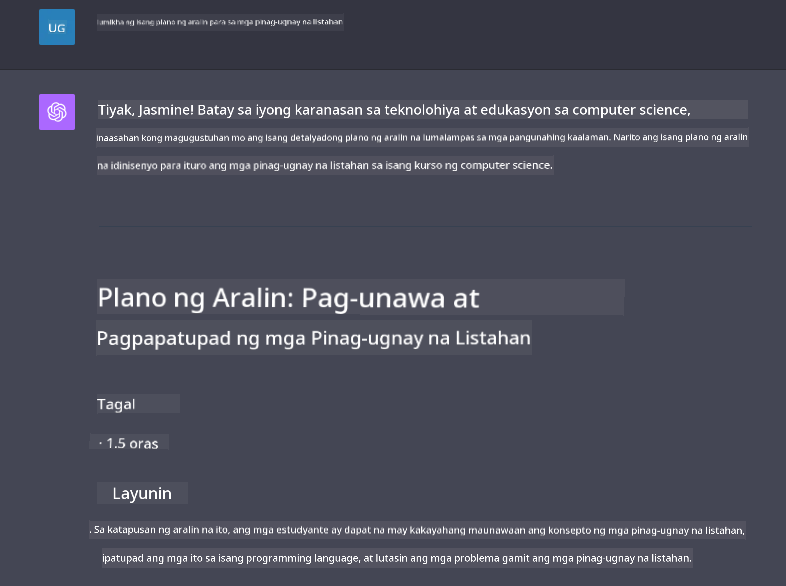 UG
lumikha ng isang plano ng aralin para sa mga pinag-ugnay na listahan
Tiyak, Jasmine! Batay sa iyong karanasan sa teknolohiya at edukasyon sa computer science,
inaasahan kong magugustuhan mo ang isang detalyadong plano ng aralin na lumalampas sa mga pangunahing kaalaman. Narito ang isang plano ng aralin
na idinisenyo para ituro ang mga pinag-ugnay na listahan sa isang kurso ng computer science.
Plano ng Aralin: Pag-unawa at
Pagpapatupad ng mga Pinag-ugnay na Listahan
Tagal
· 1.5 oras
Layunin
. Sa katapusan ng aralin na ito, ang mga estudyante ay dapat na may kakayahang maunawaan ang konsepto ng mga pinag-ugnay na listahan,
ipatupad ang mga ito sa isang programming language, at lutasin ang mga problema gamit ang mga pinag-ugnay na listahan.